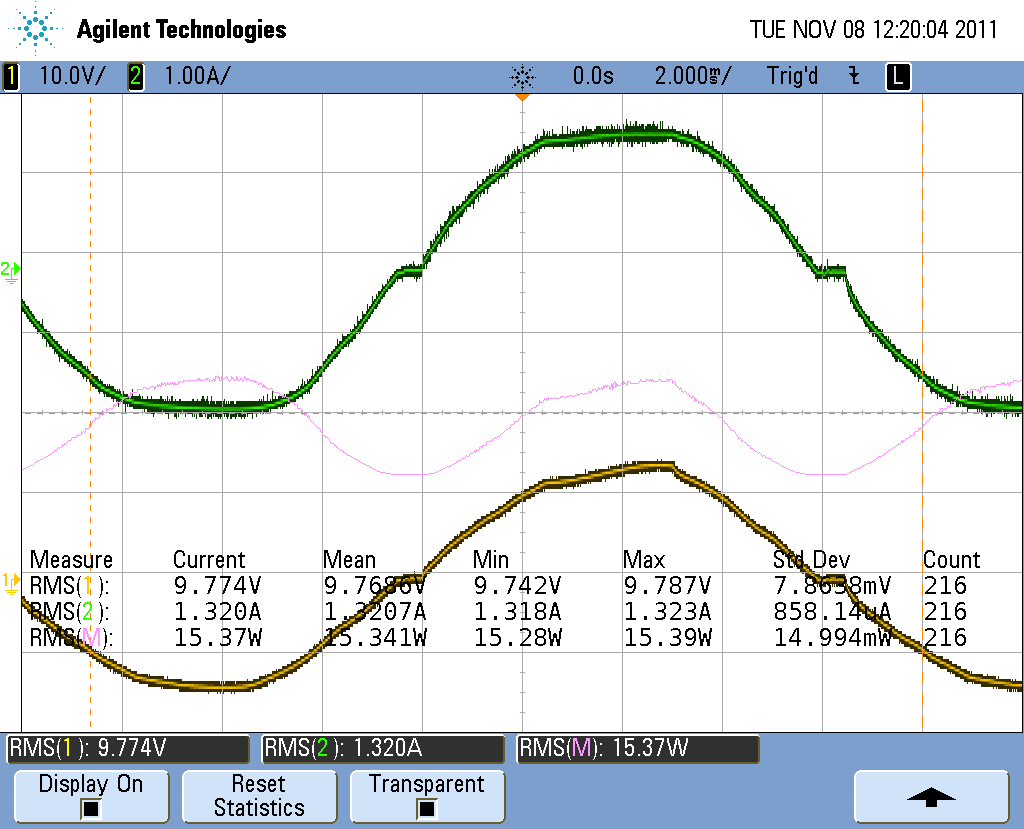 Agilent Technologies TUE NOV 08 12:20:04 2011
1 10.0V/ 2 1.00A/ 0.0s 2.000ms/ Trig'd L
2
1
Measure Current Mean Min Max Std Dev Count
RMS(1): 9.774V 9.7686V 9.742V 9.787V 7.8638mV 216
RMS(2): 1.320A 1.3207A 1.318A 1.323A 858.14uA 216
RMS(M): 15.37W 15.341W 15.28W 15.39W 14.994mW 216
RMS(1): 9.774V RMS(2): 1.320A RMS(M): 15.37W
Display On Reset Statistics Transparent